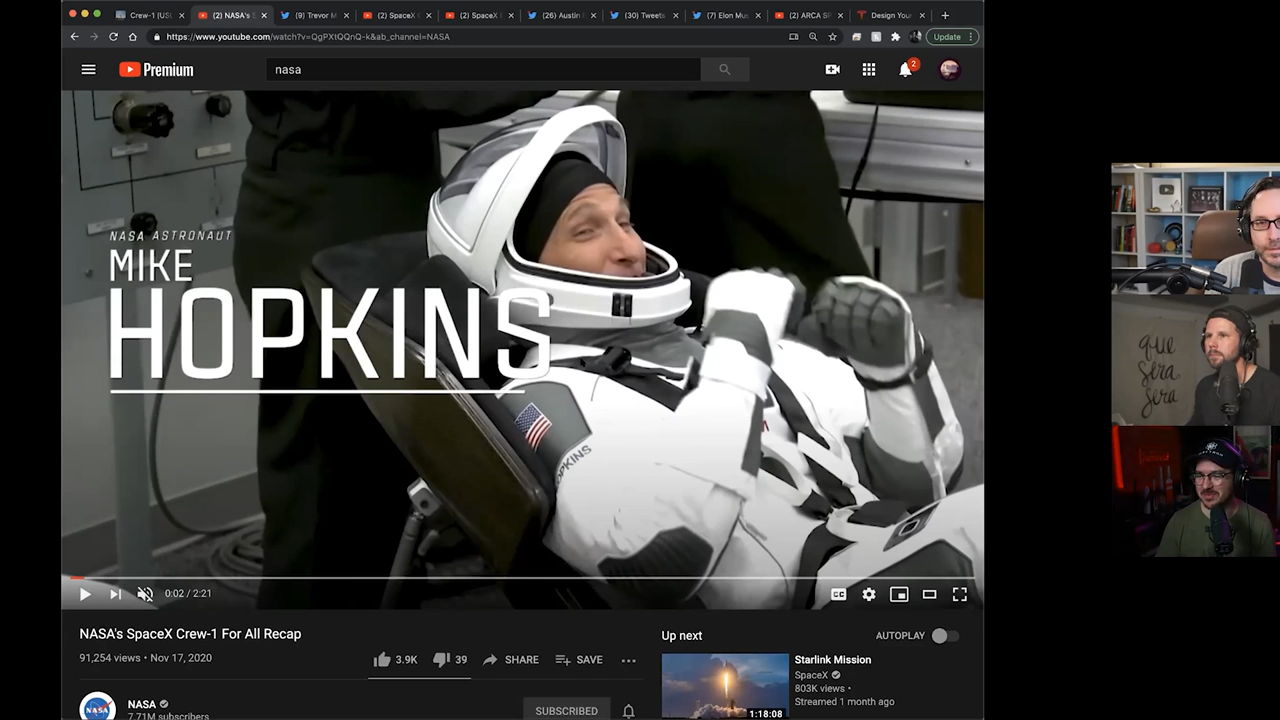 Crew-1 (US
(2) NASA's S
(9) Trevor M
(2) SpaceX
(2) SpaceX
(26) Austin
(30) Tweets
(7) Elon Mus
(2) ARCA SP
Design Your
https://www.youtube.com/watch?v=QgPXtQQnQ-k&ab_channel=NASA
Update
Premium
nasa
2
NASA ASTRONAUT
MIKE
HOPKINS
HOPKINS
que
sera
sera
0:02 / 2:21
CC
NASA's SpaceX Crew-1 For All Recap
91,254 views • Nov 17, 2020
3.9K
39
SHARE
SAVE
Up next
AUTOPLAY
Starlink Mission
SpaceX
803K views •
Streamed 1 month ago
1:18:08
NASA
NASA
7.71M subscribers
SUBSCRIBED